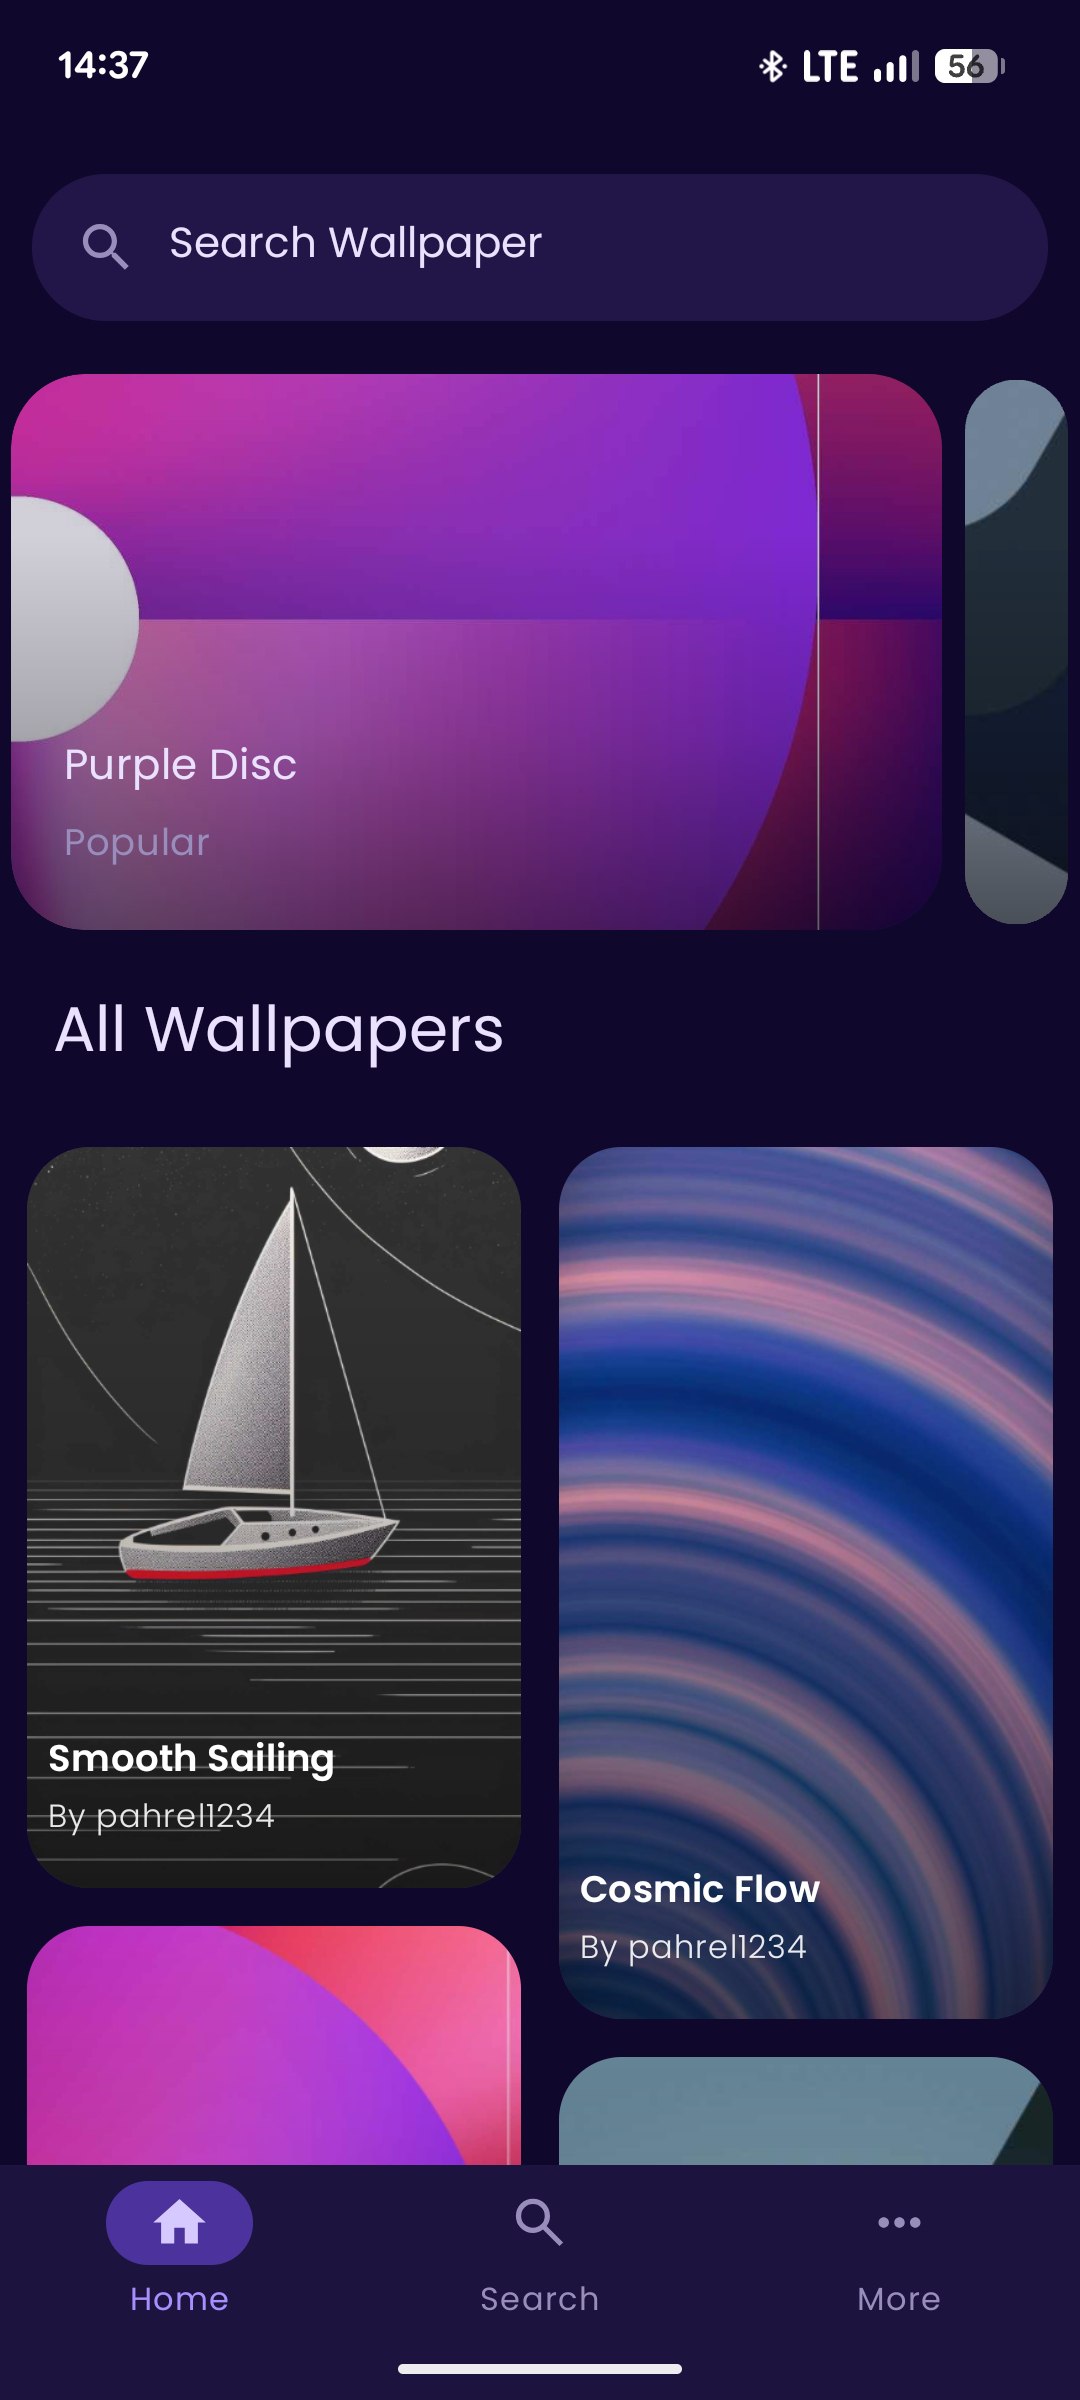 14:37
LTE
56
Search Wallpaper
Purple Disc
Popular
All Wallpapers
Smooth Sailing
By pahrel1234
Cosmic Flow
By pahrel1234
Home
Search
More